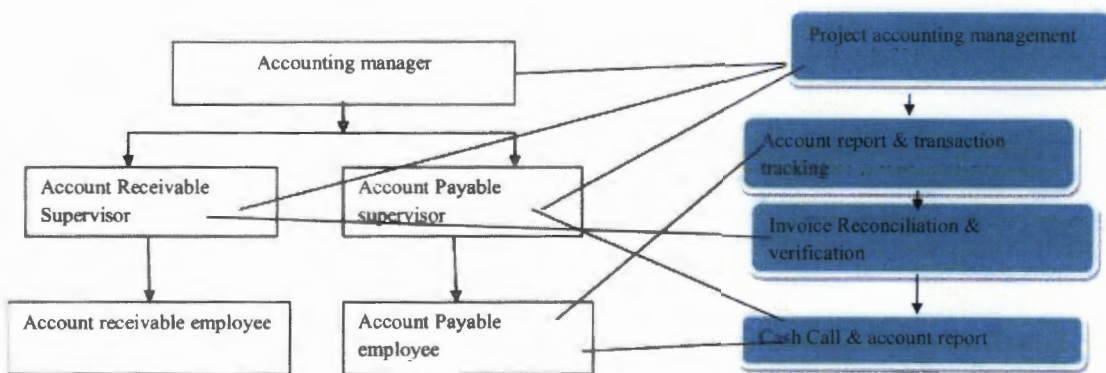 Accounting manager
Project accounting management
Account Receivable
Supervisor
Account Payable
supervisor
Account report & transaction
tracking
Invoice Reconciliation &
verification
Account receivable employee
Account Payable
employee
Cash Call & account report